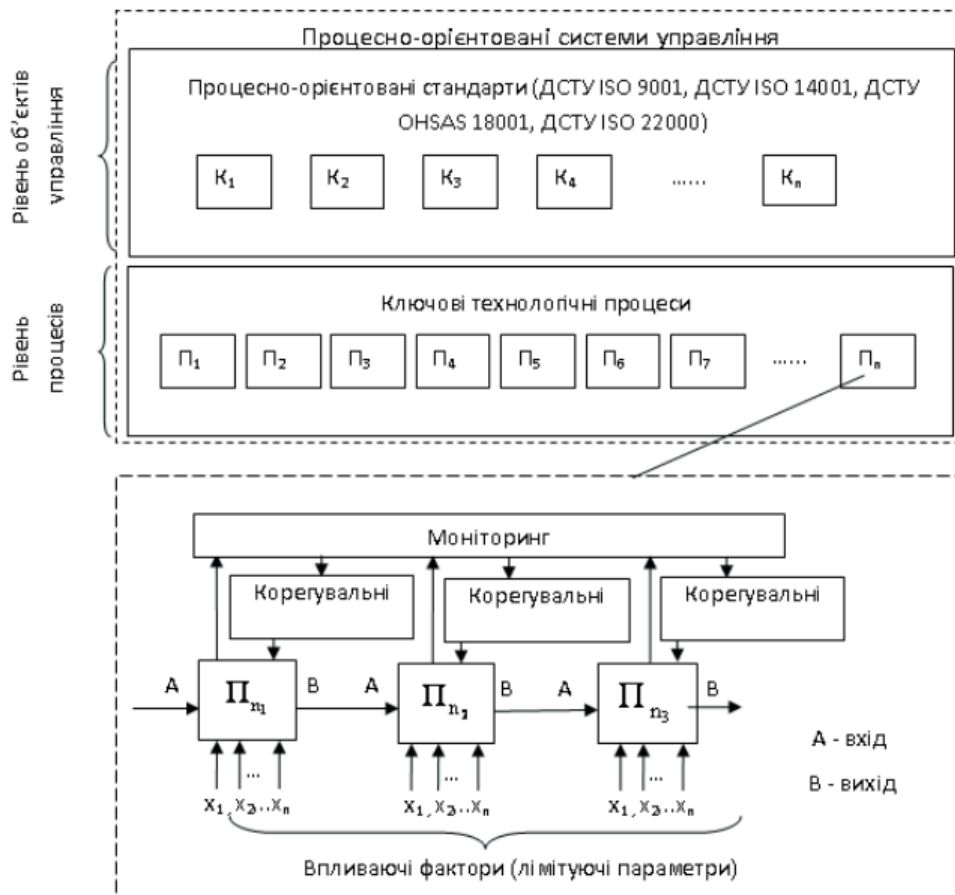 Процесно-орієнтовані системи управління
Рівень об’єктів
управління
Процесно-орієнтовані стандарти (ДСТУ ISO 9001, ДСТУ ISO 14001, ДСТУ
OHSAS 18001, ДСТУ ISO 22000)
К₁ К₂ К₃ К₄ ...... Кₙ
Рівень
процесів
Ключові технологічні процеси
П₁ П₂ П₃ П₄ П₅ П₆ П₇ ...... Пₙ
Моніторинг
Корегувальні Корегувальні Корегувальні
А Пₙ₁ В А Пₙ₂ В А Пₙ₃ В
А - вхід
В - вихід
... ... ...
x₁, x₂...xₙ x₁, x₂...xₙ x₁, x₂...xₙ
Впливаючі фактори (лімітуючі параметри)